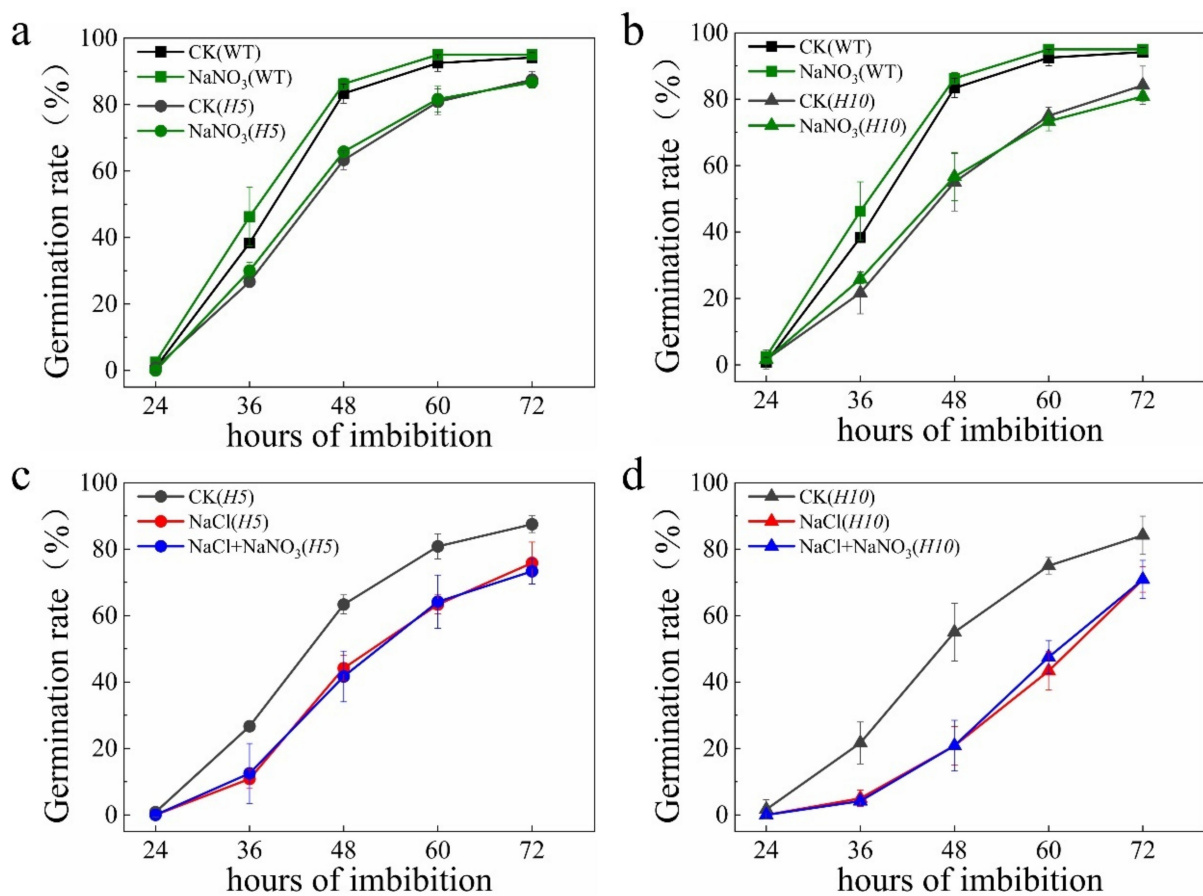 a
100
80
60
40
20
0
Germination rate (%)
CK(WT)
NaNO₃(WT)
CK(H5)
NaNO₃(H5)
24 36 48 60 72
hours of imbibition
b
100
80
60
40
20
0
Germination rate (%)
CK(WT)
NaNO₃(WT)
CK(H10)
NaNO₃(H10)
24 36 48 60 72
hours of imbibition
c
100
80
60
40
20
0
Germination rate (%)
CK(H5)
NaCl(H5)
NaCl+NaNO₃(H5)
24 36 48 60 72
hours of imbibition
d
100
80
60
40
20
0
Germination rate (%)
CK(H10)
NaCl(H10)
NaCl+NaNO₃(H10)
24 36 48 60 72
hours of imbibition